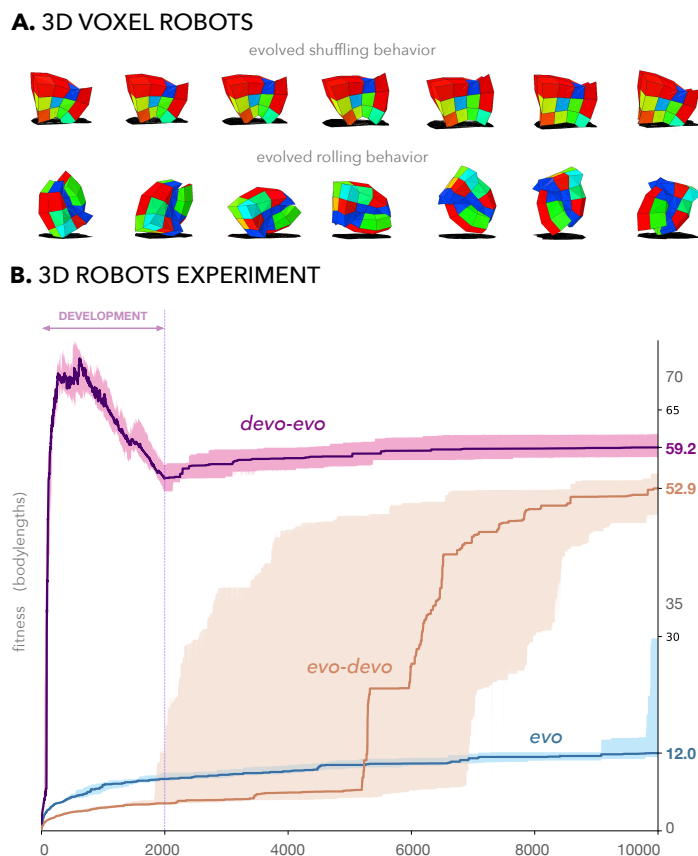 A. 3D VOXEL ROBOTS
evolved shuffling behavior
evolved rolling behavior
B. 3D ROBOTS EXPERIMENT
DEVELOPMENT
70
devo-evo
65
59.2
52.9
fitness (bodylengths)
35
30
evo-devo
evo
12.0
0
0 2000 4000 6000 8000 10000